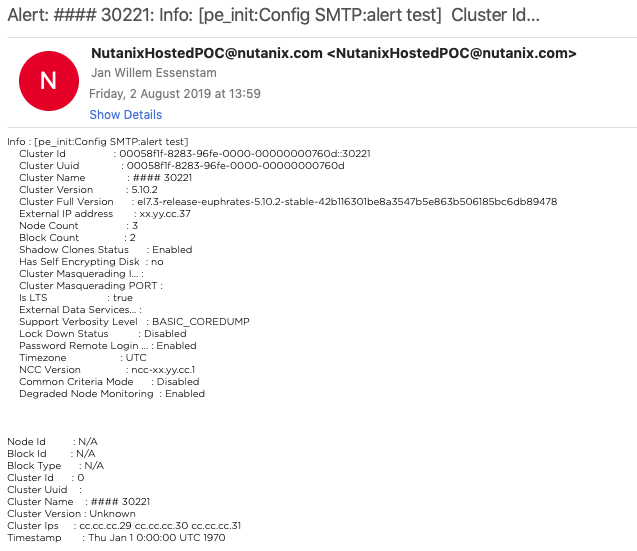 Alert: #### 30221: Info: [pe_init:Config SMTP:alert test] Cluster Id...
N
NutanixHostedPOC@nutanix.com <NutanixHostedPOC@nutanix.com>
Jan Willem Essenstam
Friday, 2 August 2019 at 13:59
Show Details
Info : [pe_init:Config SMTP:alert test]
Cluster Id : 00058f1f-8283-96fe-0000-00000000760d::30221
Cluster Uuid : 00058f1f-8283-96fe-0000-00000000760d
Cluster Name : #### 30221
Cluster Version : 5.10.2
Cluster Full Version : el7.3-release-euphrates-5.10.2-stable-42b116301be8a3547b5e863b506185bc6db89478
External IP address : xx.yy.cc.37
Node Count : 3
Block Count : 2
Shadow Clones Status : Enabled
Has Self Encrypting Disk : no
Cluster Masquerading I... :
Cluster Masquerading PORT :
Is LTS : true
External Data Services... :
Support Verbosity Level : BASIC_COREDUMP
Lock Down Status : Disabled
Password Remote Login ... : Enabled
Timezone : UTC
NCC Version : ncc-xx.yy.cc.1
Common Criteria Mode : Disabled
Degraded Node Monitoring : Enabled
Node Id : N/A
Block Id : N/A
Block Type : N/A
Cluster Id : 0
Cluster Uuid :
Cluster Name : #### 30221
Cluster Version : Unknown
Cluster Ips : cc.cc.cc.29 cc.cc.cc.30 cc.cc.cc.31
Timestamp : Thu Jan 1 0:00:00 UTC 1970